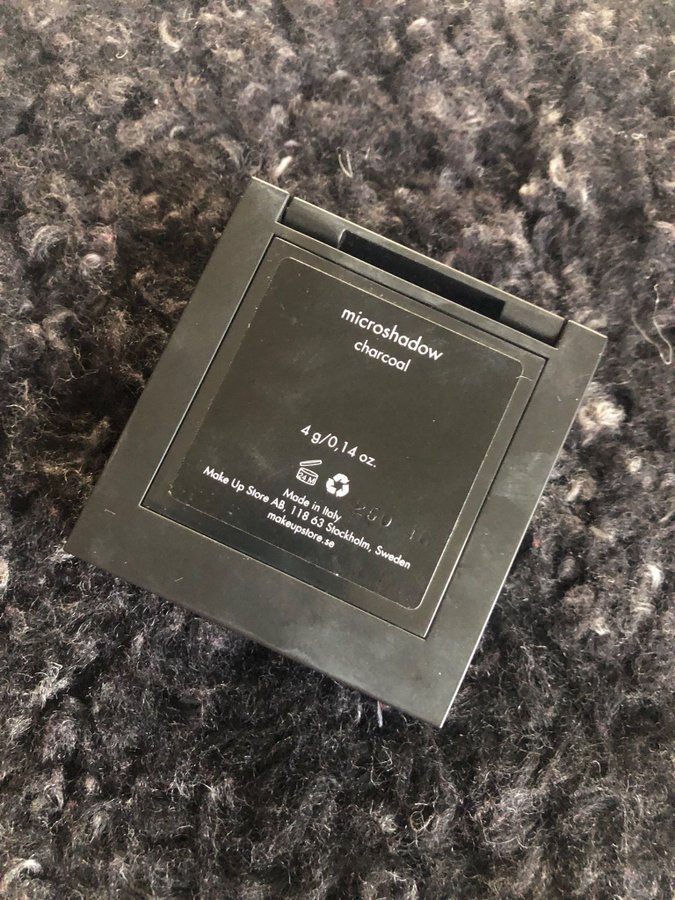 microshadow
charcoal
4 g/0,14 oz.
24 M
Made in Italy
Make Up Store AB, 118 63 Stockholm, Sweden
makeupstore.se